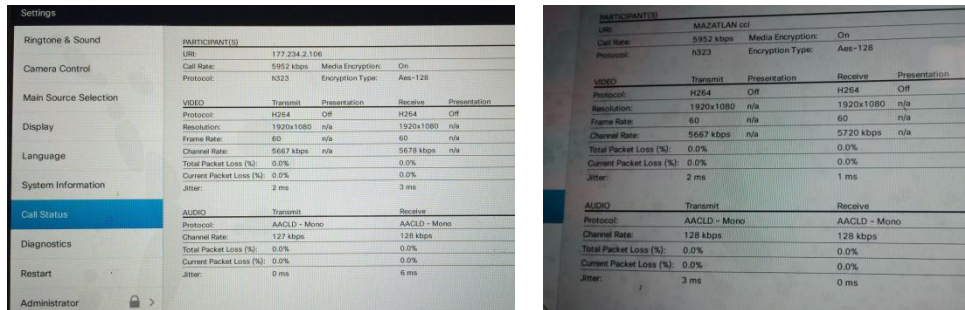 Settings
Ringtone & Sound
Camera Control
Main Source Selection
Display
Language
System Information
Call Status
Diagnostics
Restart
Administrator
PARTICIPANT(S)
URI: 177.234.2.106
Call Rate: 5952 kbps Media Encryption: On
Protocol: h323 Encryption Type: Aes-128
VIDEO Transmit Presentation Receive Presentation
Protocol: H264 Off H264 Off
Resolution: 1920x1080 n/a 1920x1080 n/a
Frame Rate: 60 n/a 60 n/a
Channel Rate: 5667 kbps n/a 5678 kbps n/a
Total Packet Loss (%): 0.0% 0.0%
Current Packet Loss (%): 0.0% 0.0%
Jitter: 2 ms 3 ms
AUDIO Transmit Receive
Protocol: AACLD - Mono AACLD - Mono
Channel Rate: 127 kbps 128 kbps
Total Packet Loss (%): 0.0% 0.0%
Current Packet Loss (%): 0.0% 0.0%
Jitter: 0 ms 6 ms
PARTICIPANT(S)
URI: MAZATLAN cci
Call Rate: 5952 kbps Media Encryption: On
Protocol: h323 Encryption Type: Aes-128
VIDEO Transmit Presentation Receive Presentation
Protocol: H264 Off H264 Off
Resolution: 1920x1080 n/a 1920x1080 n/a
Frame Rate: 60 n/a 60 n/a
Channel Rate: 5667 kbps n/a 5720 kbps n/a
Total Packet Loss (%): 0.0% 0.0%
Current Packet Loss (%): 0.0% 0.0%
Jitter: 2 ms 1 ms
AUDIO Transmit Receive
Protocol: AACLD - Mono AACLD - Mono
Channel Rate: 128 kbps 128 kbps
Total Packet Loss (%): 0.0% 0.0%
Current Packet Loss (%): 0.0% 0.0%
Jitter: 3 ms 0 ms